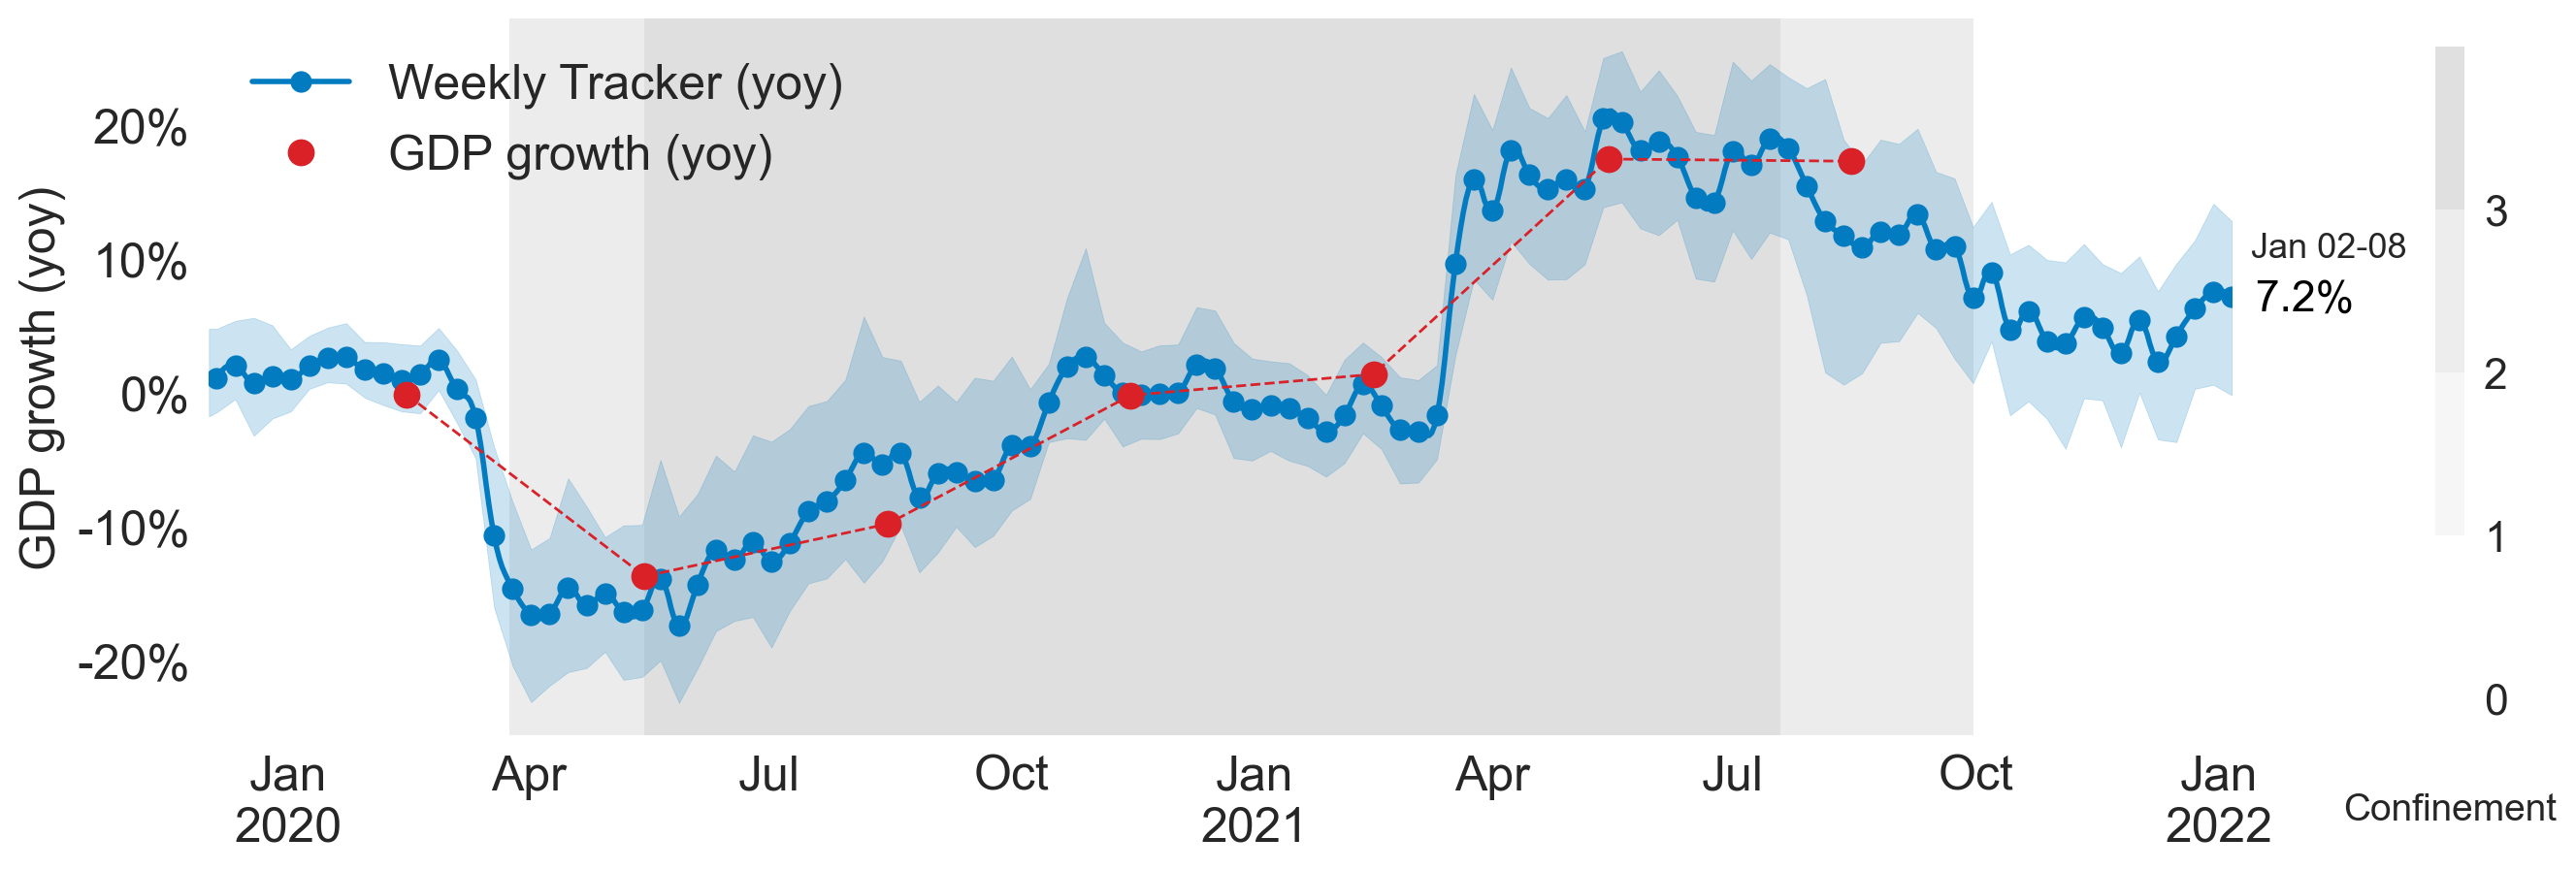 Weekly Tracker (yoy)
GDP growth (yoy)
GDP growth (yoy)
20%
10%
0%
-10%
-20%
Jan 02-08
7.2%
3
2
1
0
Confinement
Jan
2020
Apr
Jul
Oct
Jan
2021
Apr
Jul
Oct
Jan
2022